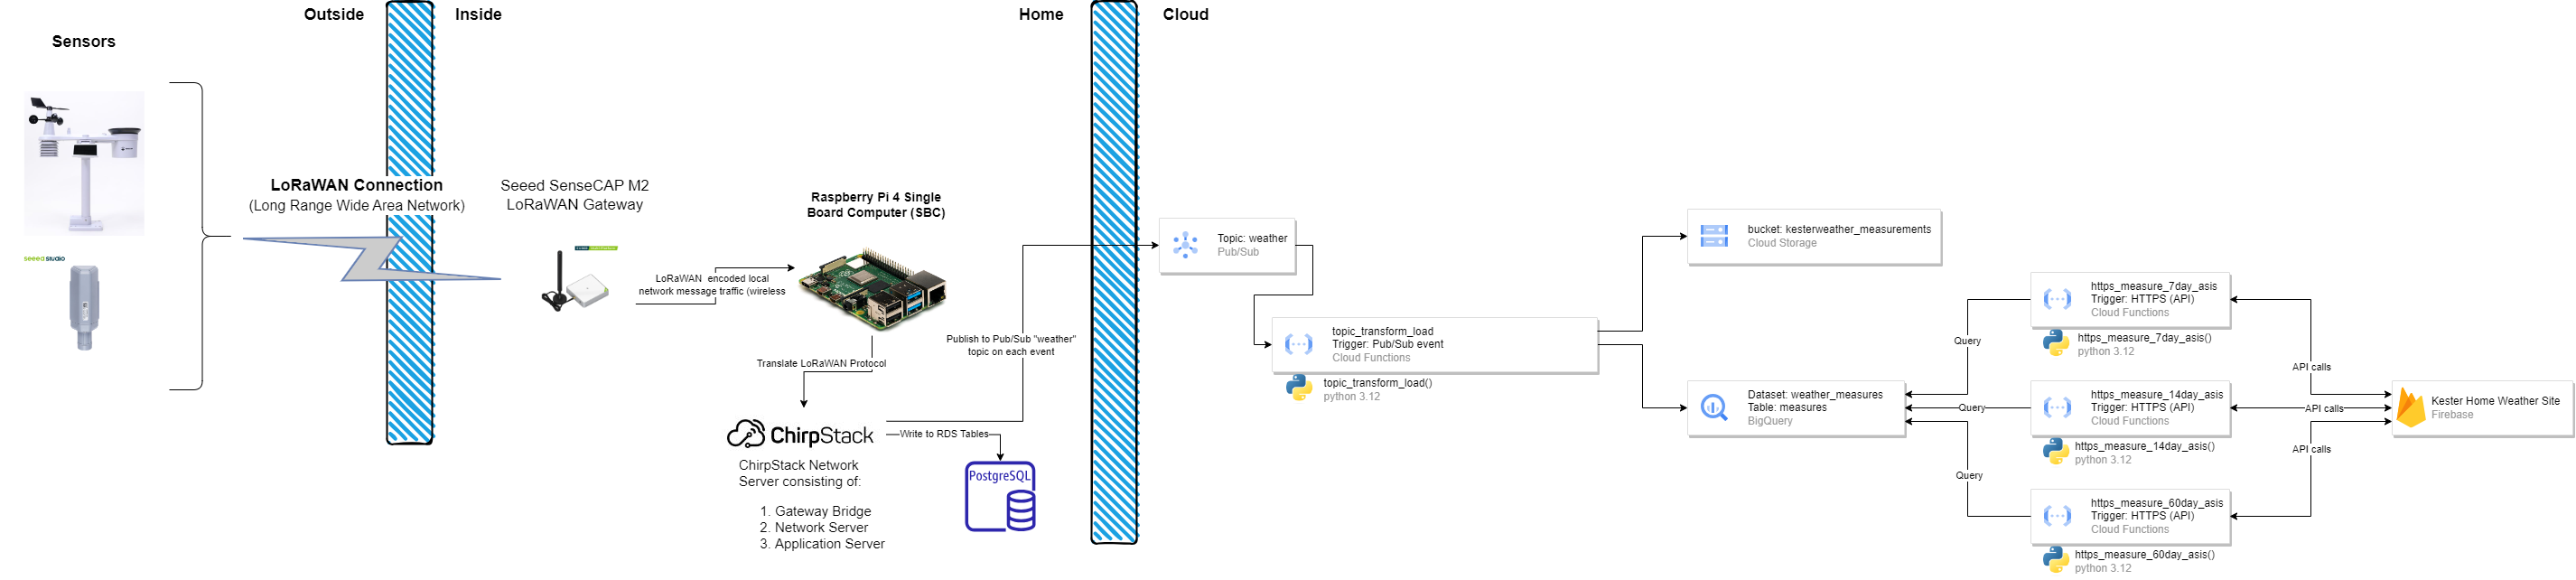 Outside
Inside
Home
Cloud
Sensors
seeed studio
LoRaWAN Connection
(Long Range Wide Area Network)
Seeed SenseCAP M2
LoRaWAN Gateway
LoRaWAN encoded local
network message traffic (wireless
Raspberry Pi 4 Single
Board Computer (SBC)
Translate LoRaWAN Protocol
ChirpStack
ChirpStack Network
Server consisting of:
1. Gateway Bridge
2. Network Server
3. Application Server
Write to RDS Tables
PostgreSQL
Publish to Pub/Sub "weather"
topic on each event
Topic: weather
Pub/Sub
topic_transform_load
Trigger: Pub/Sub event
Cloud Functions
topic_transform_load()
python 3.12
bucket: kesterweather_measurements
Cloud Storage
Dataset: weather_measures
Table: measures
BigQuery
Query
Query
Query
https_measure_7day_asis
Trigger: HTTPS (API)
Cloud Functions
https_measure_7day_asis()
python 3.12
https_measure_14day_asis
Trigger: HTTPS (API)
Cloud Functions
https_measure_14day_asis()
python 3.12
https_measure_60day_asis
Trigger: HTTPS (API)
Cloud Functions
https_measure_60day_asis()
python 3.12
API calls
API calls
API calls
Kester Home Weather Site
Firebase